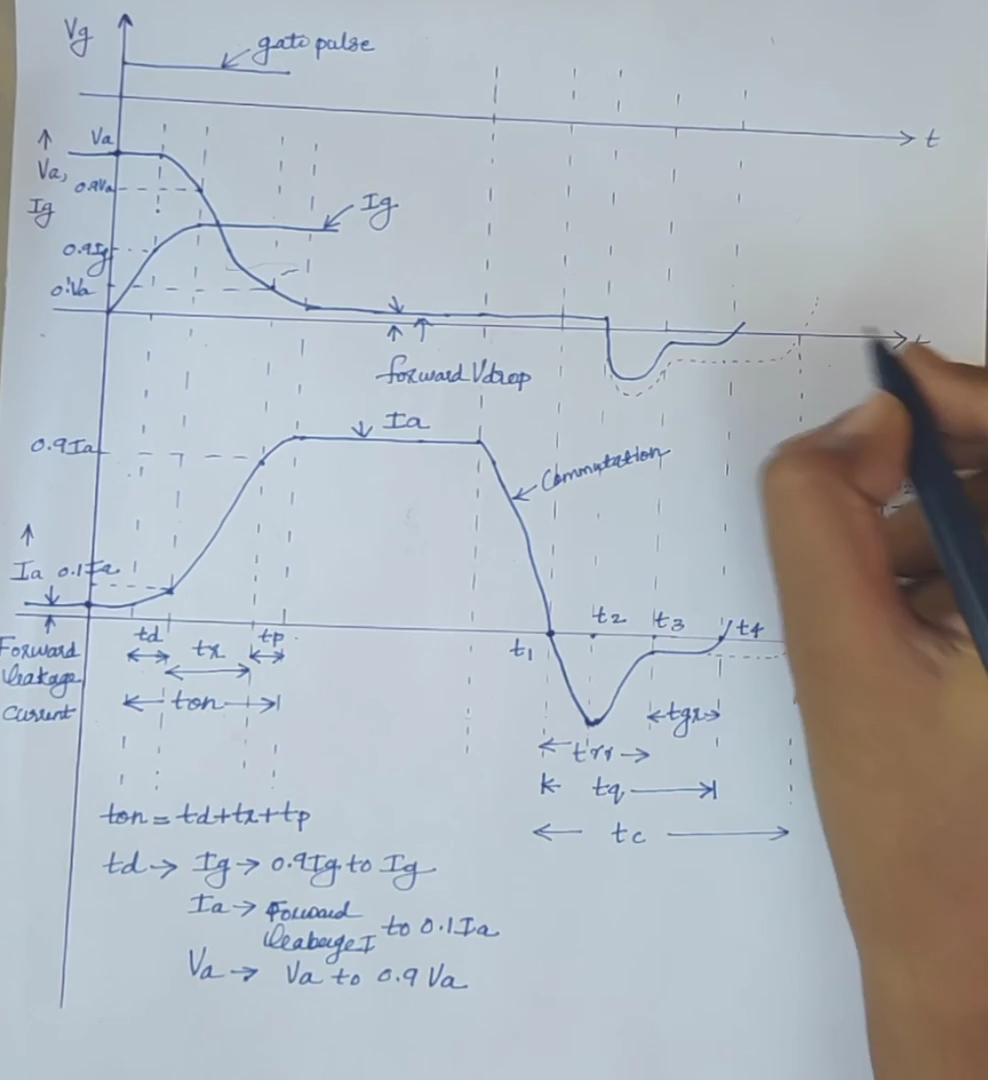 Vg
gate pulse
t
Va
↑
Va,
Ig
0.9Va
Ig
0.9Ig
0.1Va
forward Vdrop
0.9Ia
Ia
Commutation
↑
Ia 0.1Ia
Forward
leakage
current
td
tr
tp
ton
t1
t2
t3
t4
tgr
trr
tq
tc
ton = td+tr+tp
td → Ig → 0.9Ig to Ig
Ia → Forward
leakage I to 0.1Ia
Va → Va to 0.9 Va